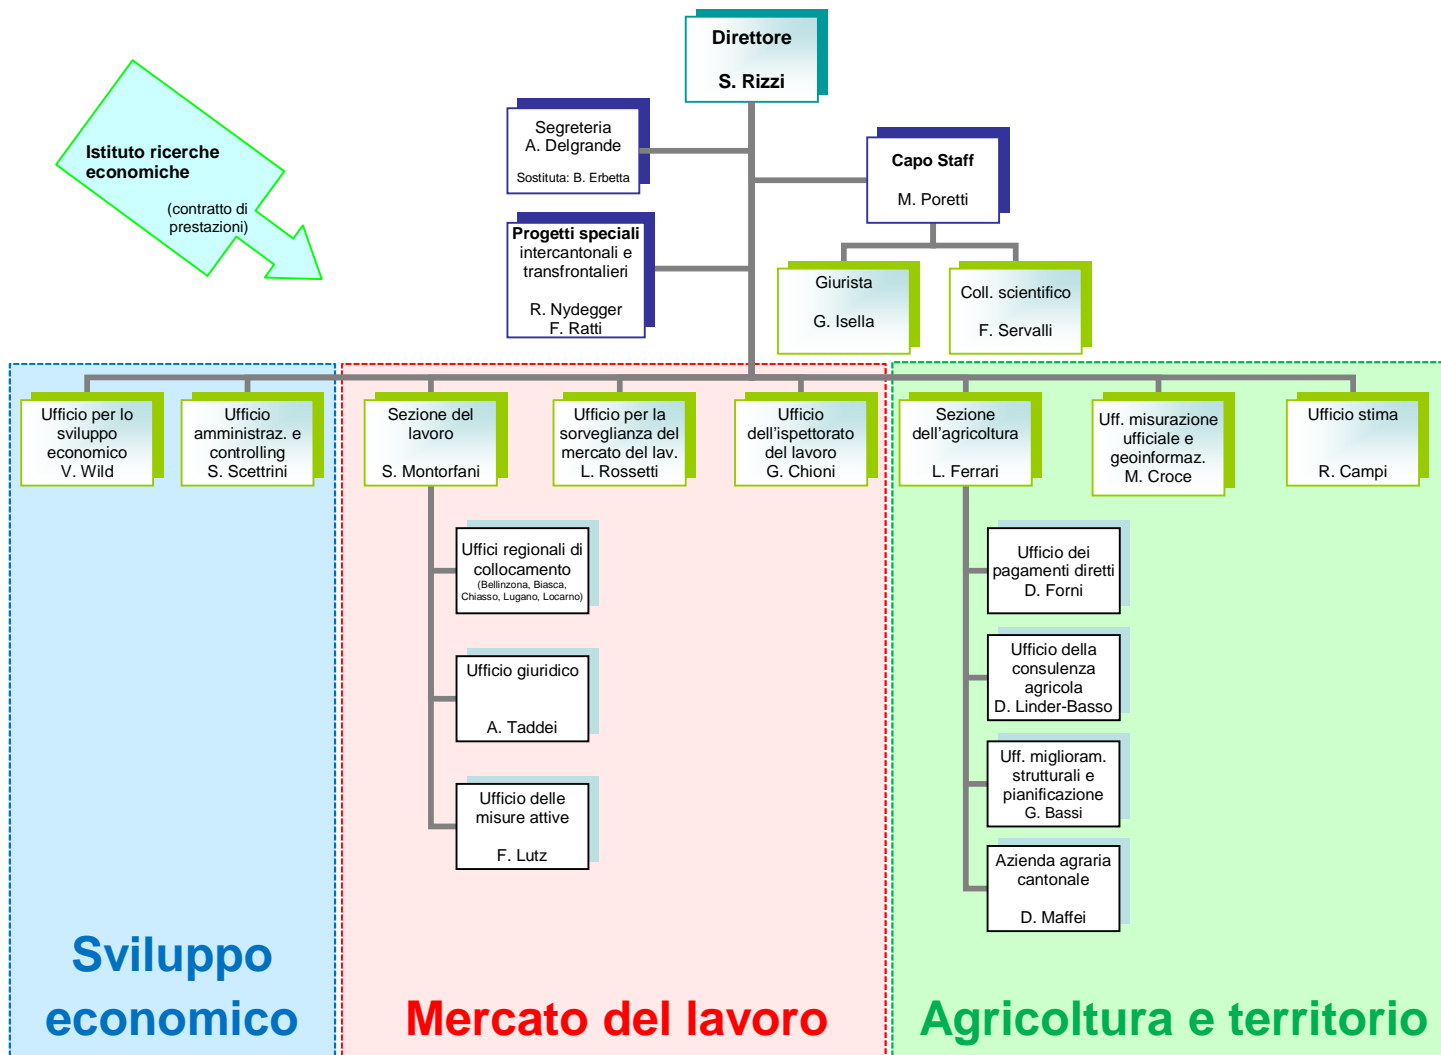 Direttore
S. Rizzi
Istituto ricerche
economiche
(contratto di
prestazioni)
Segreteria
A. Delgrande
Sostituta: B. Erbetta
Capo Staff
M. Poretti
Progetti speciali
intercantonali e
transfrontalieri
R. Nydegger
F. Ratti
Giurista
G. Isella
Coll. scientifico
F. Servalli
Ufficio per lo
sviluppo
economico
V. Wild
Ufficio
amministraz. e
controlling
S. Scettrini
Sezione del
lavoro
S. Montorfani
Ufficio per la
sorveglianza del
mercato del lav.
L. Rossetti
Ufficio
dell'ispettorato
del lavoro
G. Chioni
Sezione
dell'agricoltura
L. Ferrari
Uff. misurazione
ufficiale e
geoinformaz.
M. Croce
Ufficio stima
R. Campi
Uffici regionali di
collocamento
(Bellinzona, Biasca,
Chiasso, Lugano, Locarno)
Ufficio giuridico
A. Taddei
Ufficio delle
misure attive
F. Lutz
Ufficio dei
pagamenti diretti
D. Forni
Ufficio della
consulenza
agricola
D. Linder-Basso
Uff. miglioram.
strutturali e
pianificazione
G. Bassi
Azienda agraria
cantonale
D. Maffei
Sviluppo
economico
Mercato del lavoro
Agricoltura e territorio